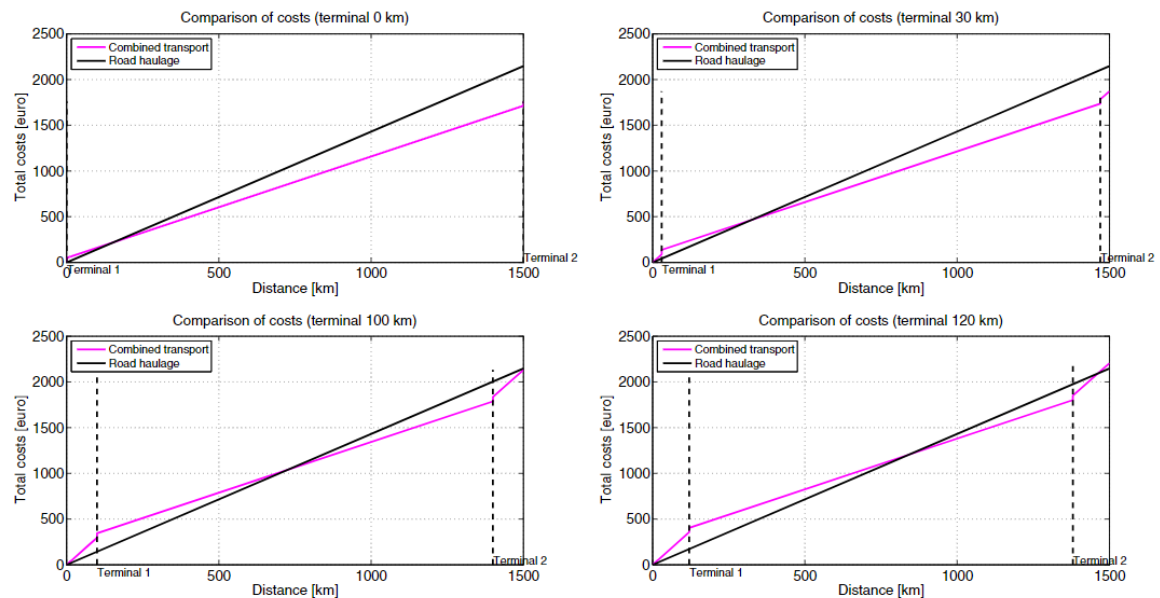 Comparison of costs (terminal 0 km)
Combined transport
Road haulage
Total costs [euro]
2500
2000
1500
1000
500
0
0 500 1000 1500
Terminal 1
Terminal 2
Distance [km]
Comparison of costs (terminal 30 km)
Combined transport
Road haulage
Total costs [euro]
2500
2000
1500
1000
500
0
0 500 1000 1500
Terminal 1
Terminal 2
Distance [km]
Comparison of costs (terminal 100 km)
Combined transport
Road haulage
Total costs [euro]
2500
2000
1500
1000
500
0
Terminal 1
Terminal 2
0 500 1000 1500
Distance [km]
Comparison of costs (terminal 120 km)
Combined transport
Road haulage
Total costs [euro]
2500
2000
1500
1000
500
0
Terminal 1
Terminal 2
0 500 1000 1500
Distance [km]